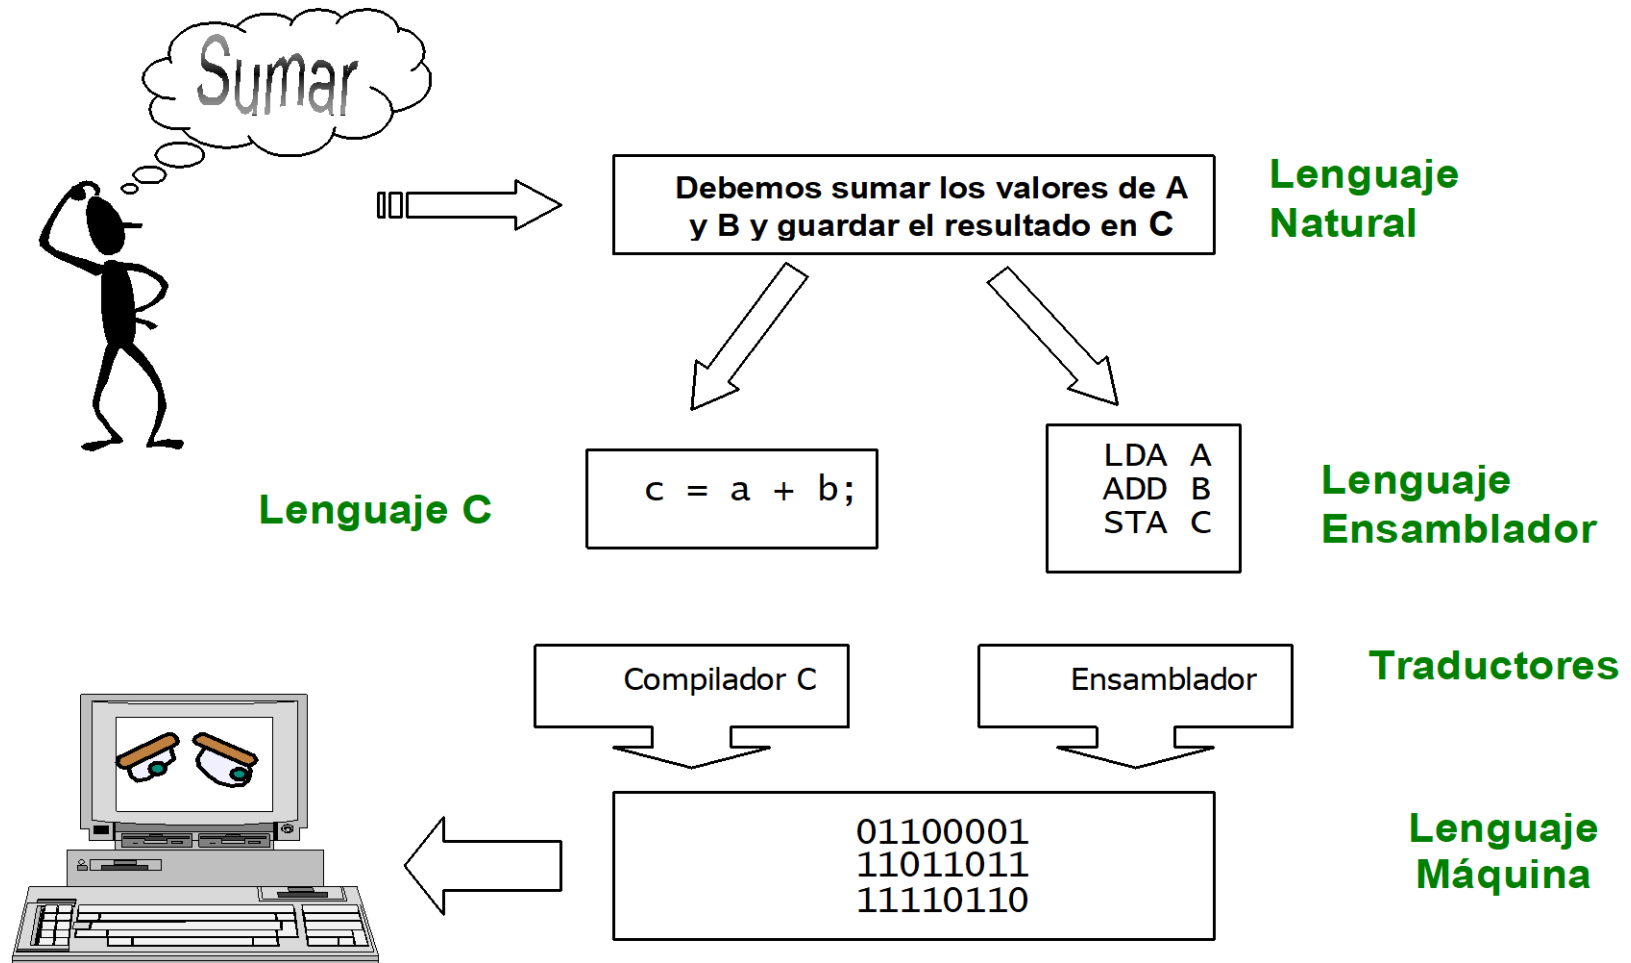 Sumar
Debemos sumar los valores de A
y B y guardar el resultado en C
Lenguaje
Natural
Lenguaje C
c = a + b;
LDA A
ADD B
STA C
Lenguaje
Ensamblador
Compilador C
Ensamblador
Traductores
01100001
11011011
11110110
Lenguaje
Máquina